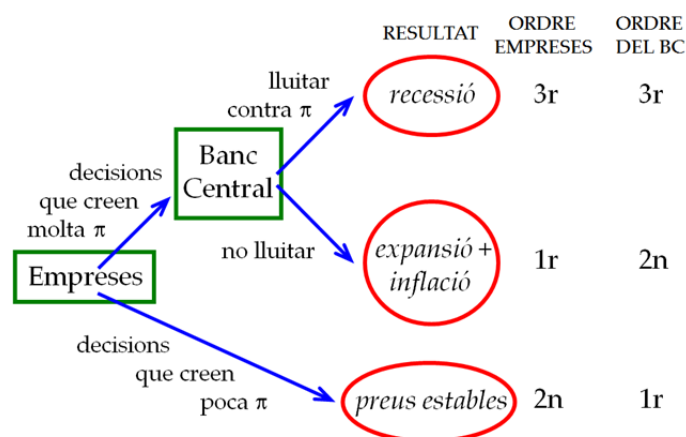 RESULTAT
ORDRE
EMPRESES
ORDRE
DEL BC
lluitar
contra π
recessió
3r
3r
Banc
Central
decisions
que creen
molta π
no lluitar
expansió +
inflació
1r
2n
Empreses
decisions
que creen
poca π
preus estables
2n
1r